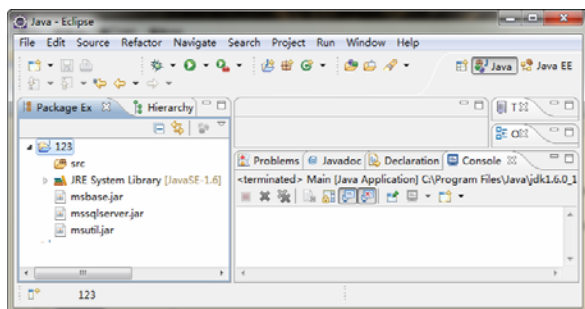 Java - Eclipse
File Edit Source Refactor Navigate Search Project Run Window Help
Java Java EE
Package Ex Hierarchy
123
src
JRE System Library [JavaSE-1.6]
msbase.jar
mssqlserver.jar
msutil.jar
Problems Javadoc Declaration Console
<terminated> Main [Java Application] C:\Program Files\Java\jdk1.6.0_1
123